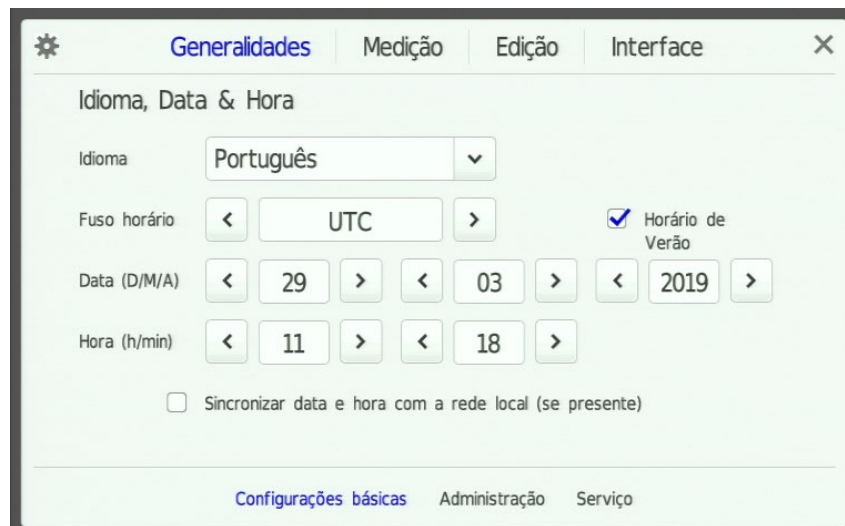 Generalidades Medição Edição Interface
Idioma, Data & Hora
Idioma Português
Fuso horário UTC Horário de
Verão
Data (D/M/A) 29 03 2019
Hora (h/min) 11 18
Sincronizar data e hora com a rede local (se presente)
Configurações básicas Administração Serviço